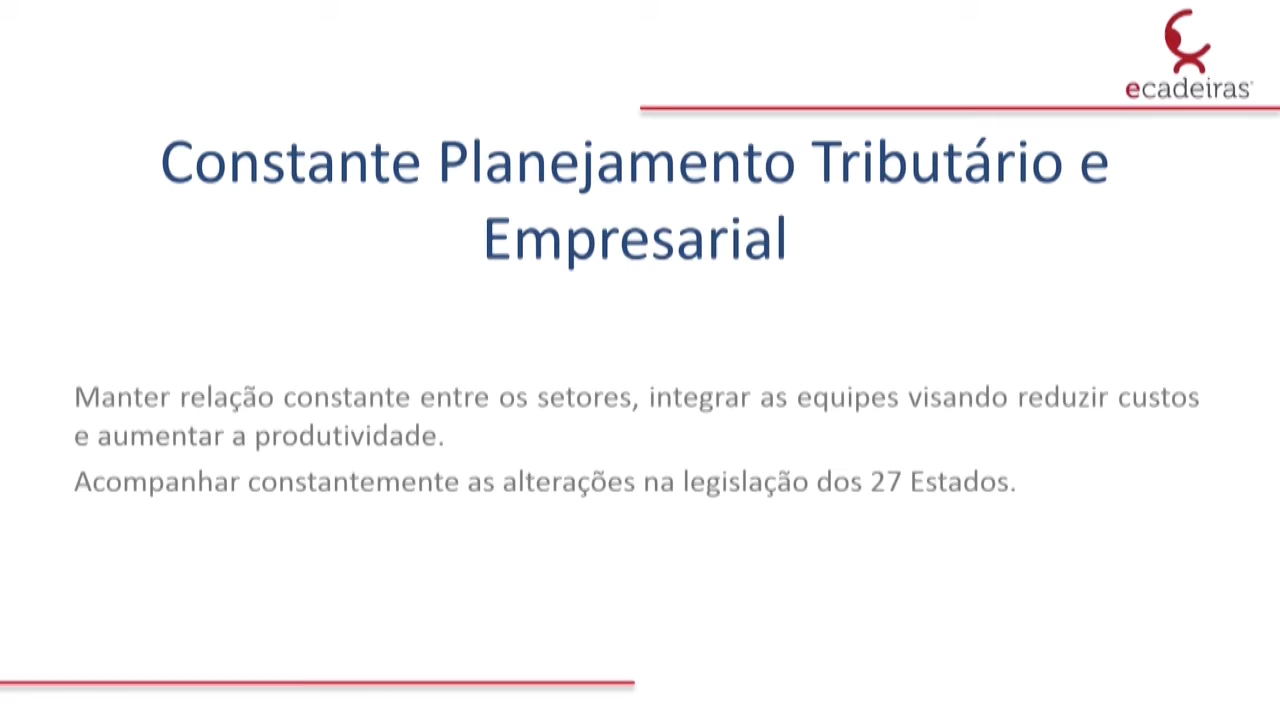 ecadeiras
Constante Planejamento Tributário e
Empresarial
Manter relação constante entre os setores, integrar as equipes visando reduzir custos
e aumentar a produtividade.
Acompanhar constantemente as alterações na legislação dos 27 Estados.